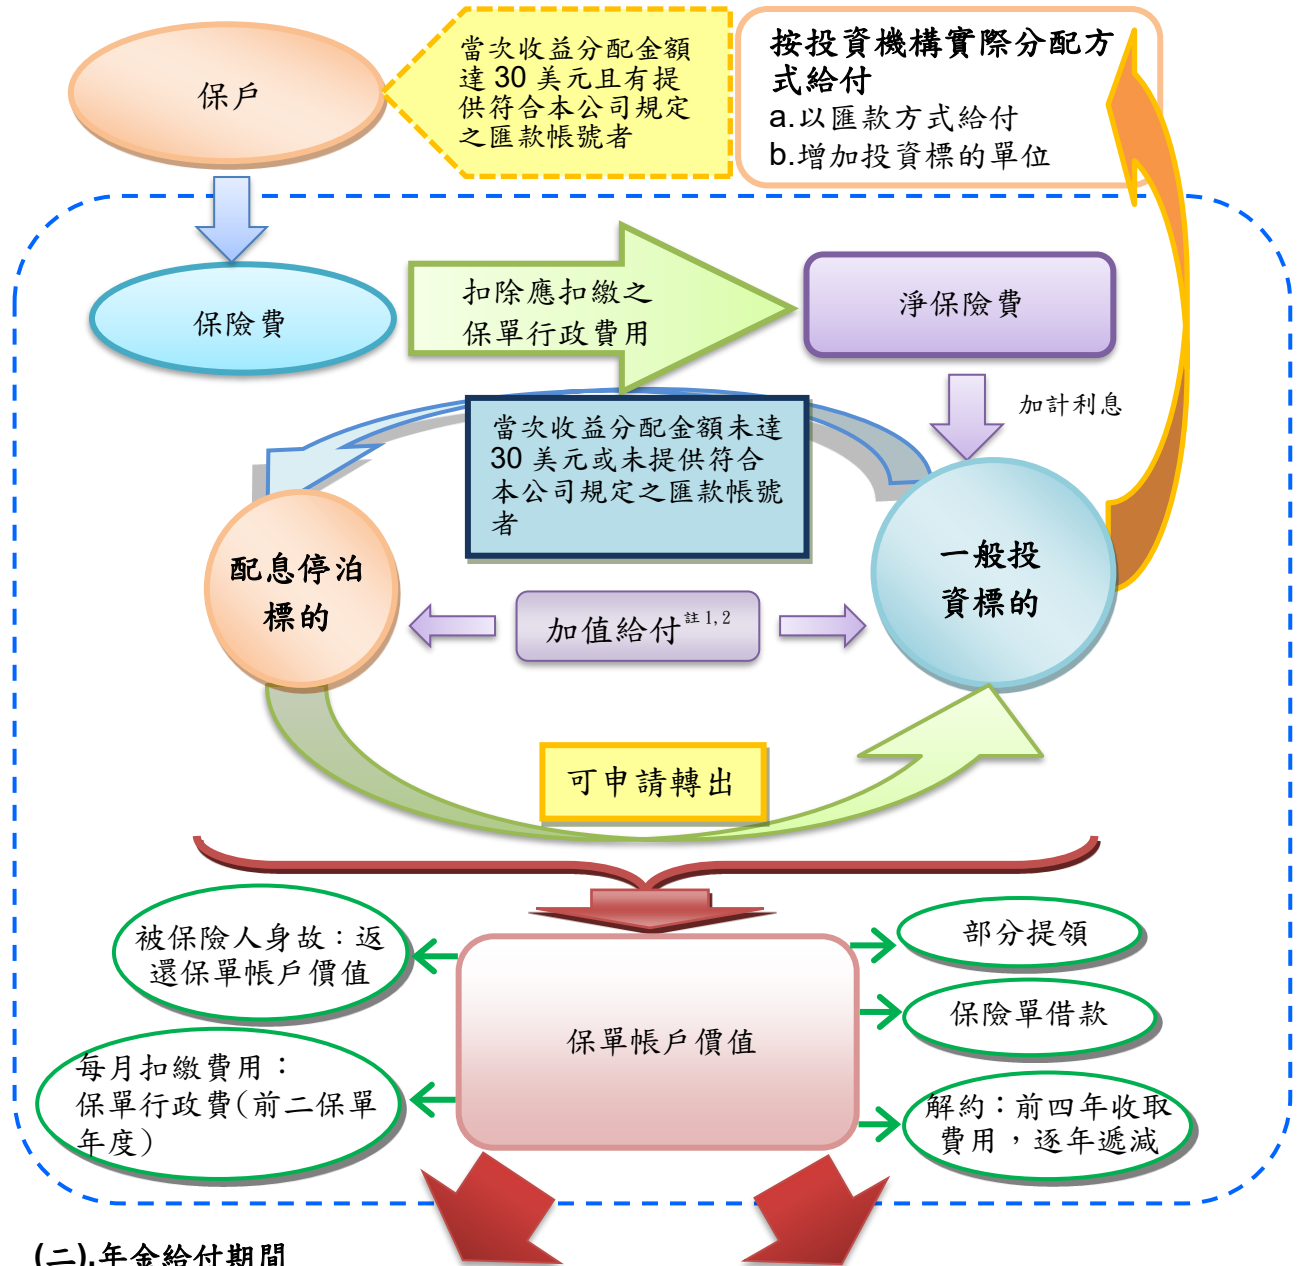 保戶
當次收益分配金額
達 30 美元且有提
供符合本公司規定
之匯款帳號者
按投資機構實際分配方
式給付
a.以匯款方式給付
b.增加投資標的單位
保險費
扣除應扣繳之
保單行政費用
淨保險費
加計利息
當次收益分配金額未達
30 美元或未提供符合
本公司規定之匯款帳號
者
配息停泊
標的
加值給付註1,2
一般投
資標的
可申請轉出
被保險人身故：返
還保單帳戶價值
每月扣繳費用：
保單行政費(前二保單
年度)
保單帳戶價值
部分提領
保險單借款
解約：前四年收取
費用，逐年遞減
(二).年金給付期間